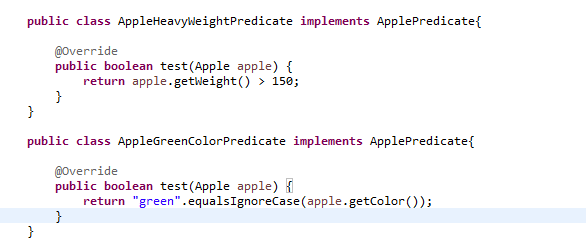 public class AppleHeavyWeightPredicate implements ApplePredicate{
@Override
public boolean test(Apple apple) {
return apple.getWeight() > 150;
}
}
public class AppleGreenColorPredicate implements ApplePredicate{
@Override
public boolean test(Apple apple) {
return "green".equalsIgnoreCase(apple.getColor());
}
}